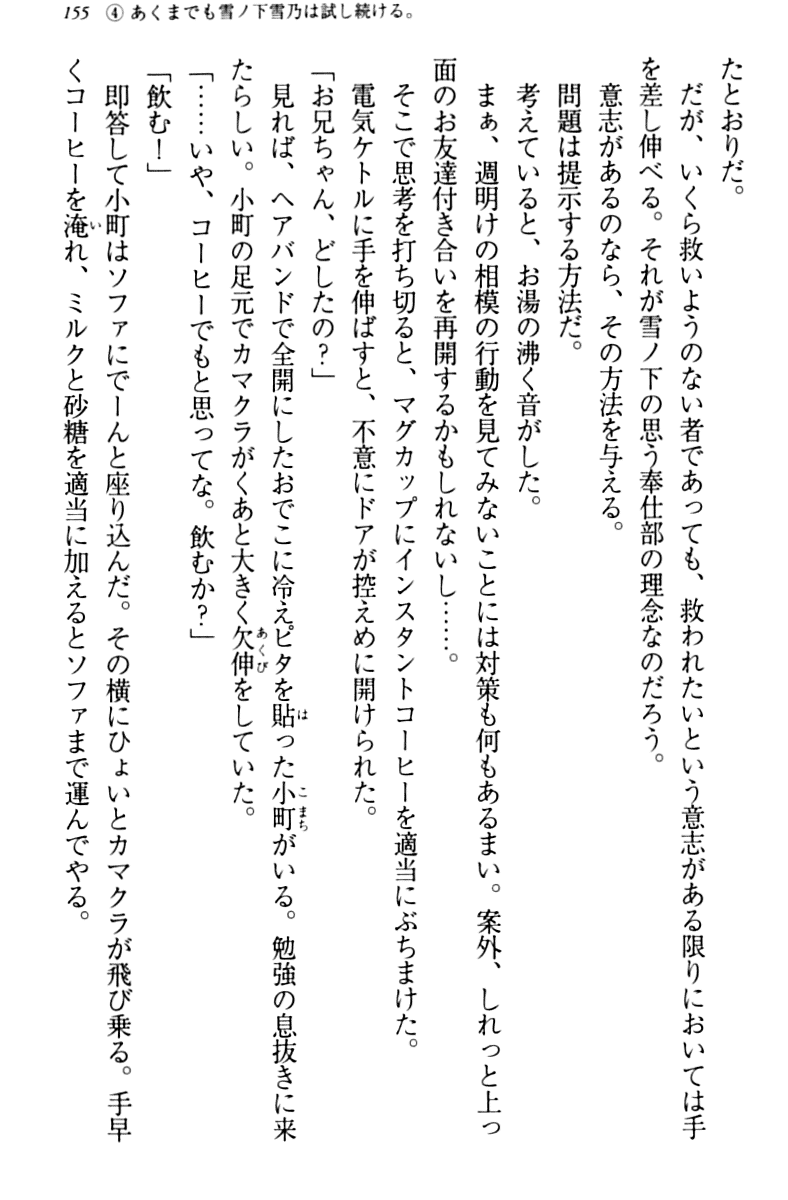 155 ④ あくまでも雪ノ下雪乃は試し続ける。
たとおりだ。
　だが、いくら救いようのない者であっても、救われたいという意志がある限りにおいては手
を差し伸べる。それが雪ノ下の思う奉仕部の理念なのだろう。
　意志があるのなら、その方法を与える。
　問題は提示する方法だ。
　考えていると、お湯の沸く音がした。
　まぁ、週明けの相模の行動を見てみないことには対策も何もあるまい。案外、しれっと上っ
面のお友達付き合いを再開するかもしれないし……。
　そこで思考を打ち切ると、マグカップにインスタントコーヒーを適当にぶちまけた。
　電気ケトルに手を伸ばすと、不意にドアが控えめに開けられた。
「お兄ちゃん、どしたの？」
　見れば、ヘアバンドで全開にしたおでこに冷えピタを貼った小町がいる。勉強の息抜きに来
たらしい。小町の足元でカマクラがくあと大きく欠伸をしていた。
「……いや、コーヒーでもと思ってな。飲むか？」
「飲む！」
　即答して小町はソファにでーんと座り込んだ。その横にひょいとカマクラが飛び乗る。手早
くコーヒーを淹れ、ミルクと砂糖を適当に加えるとソファまで運んでやる。